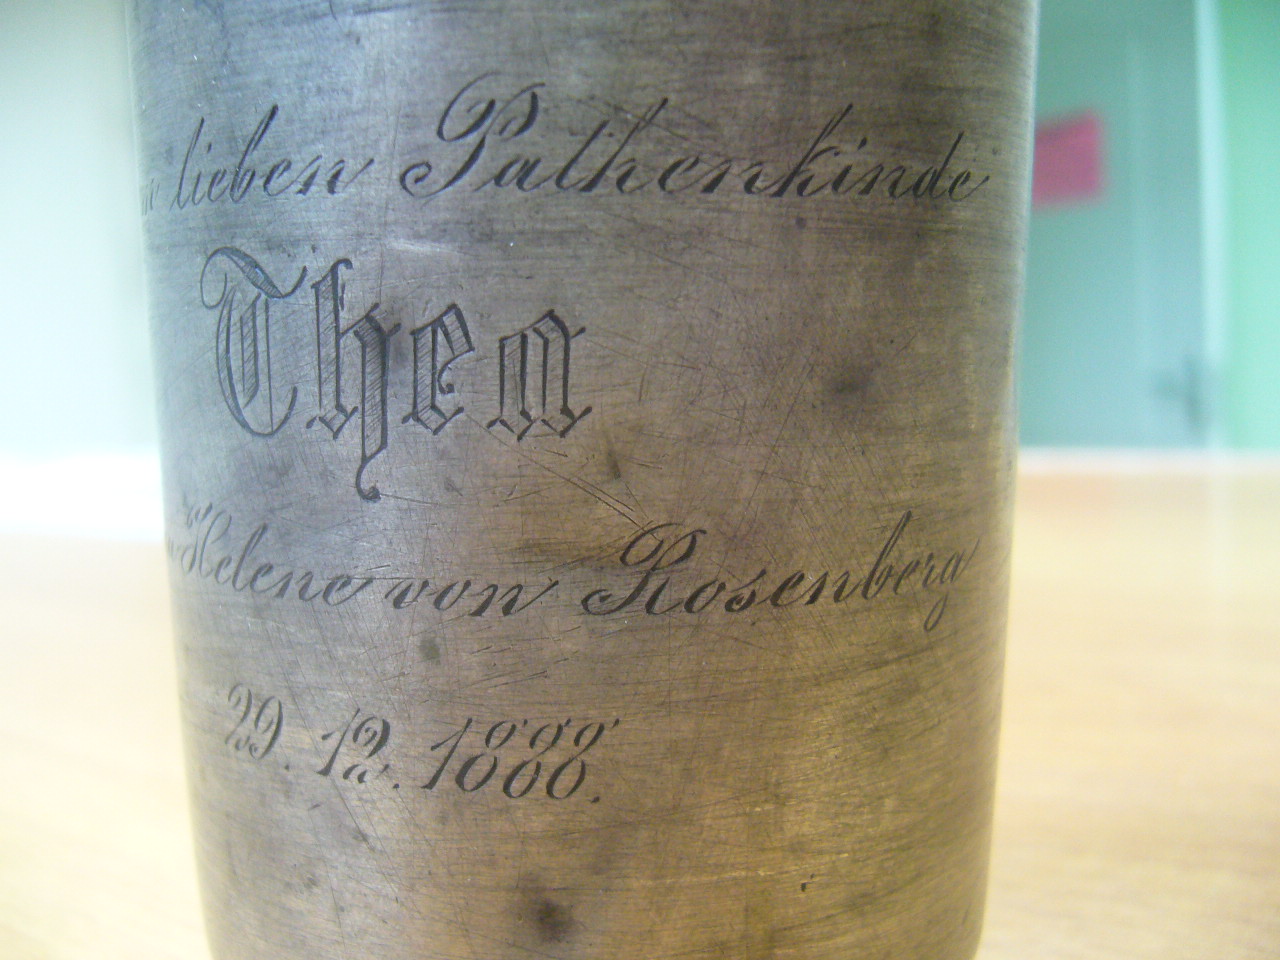 lieben Pathenkinde
Thea
Helene von Rosenberg
29. 12. 1888.